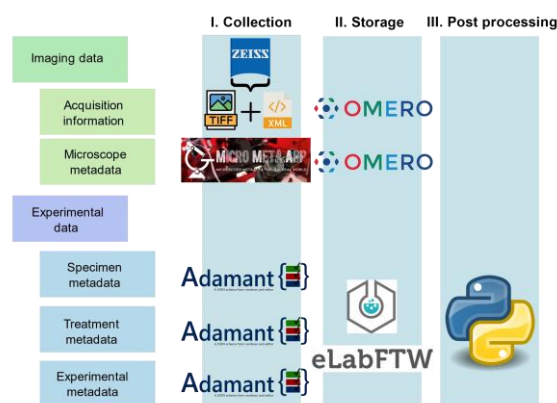 I. Collection
II. Storage
III. Post processing
Imaging data
ZEISS
Acquisition
information
TIFF
+
</>
XML
OMERO
Microscope
metadata
MICRO META APP
OMERO
Experimental
data
Specimen
metadata
Adamant {}
Treatment
metadata
Adamant {}
eLabFTW
Experimental
metadata
Adamant {}